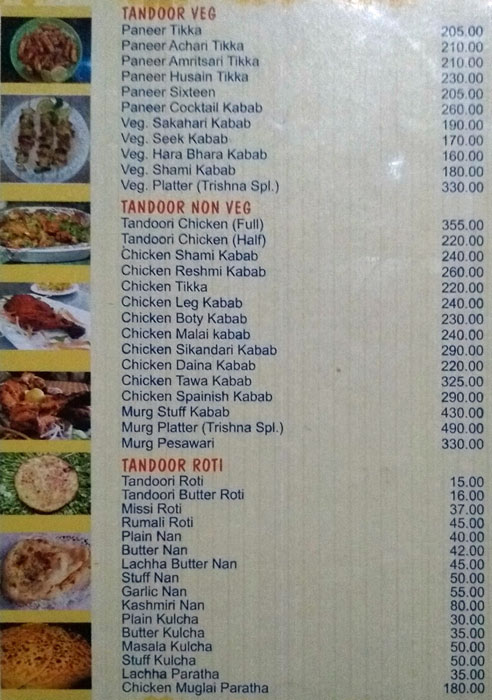 TANDOOR VEG
Paneer Tikka 205.00
Paneer Achari Tikka 210.00
Paneer Amritsari Tikka 210.00
Paneer Husain Tikka 230.00
Paneer Sixteen 205.00
Paneer Cocktail Kabab 260.00
Veg. Sakahari Kabab 190.00
Veg. Seek Kabab 170.00
Veg. Hara Bhara Kabab 160.00
Veg. Shami Kabab 180.00
Veg. Platter (Trishna Spl.) 330.00
TANDOOR NON VEG
Tandoori Chicken (Full) 355.00
Tandoori Chicken (Half) 220.00
Chicken Shami Kabab 240.00
Chicken Reshmi Kabab 260.00
Chicken Tikka 220.00
Chicken Leg Kabab 240.00
Chicken Boty Kabab 230.00
Chicken Malai kabab 240.00
Chicken Sikandari Kabab 290.00
Chicken Daina Kabab 220.00
Chicken Tawa Kabab 325.00
Chicken Spainish Kabab 290.00
Murg Stuff Kabab 430.00
Murg Platter (Trishna Spl.) 490.00
Murg Pesawari 330.00
TANDOOR ROTI
Tandoori Roti 15.00
Tandoori Butter Roti 16.00
Missi Roti 37.00
Rumali Roti 45.00
Plain Nan 40.00
Butter Nan 42.00
Lachha Butter Nan 45.00
Stuff Nan 50.00
Garlic Nan 55.00
Kashmiri Nan 80.00
Plain Kulcha 30.00
Butter Kulcha 35.00
Masala Kulcha 50.00
Stuff Kulcha 50.00
Lachha Paratha 35.00
Chicken Muglai Paratha 180.00